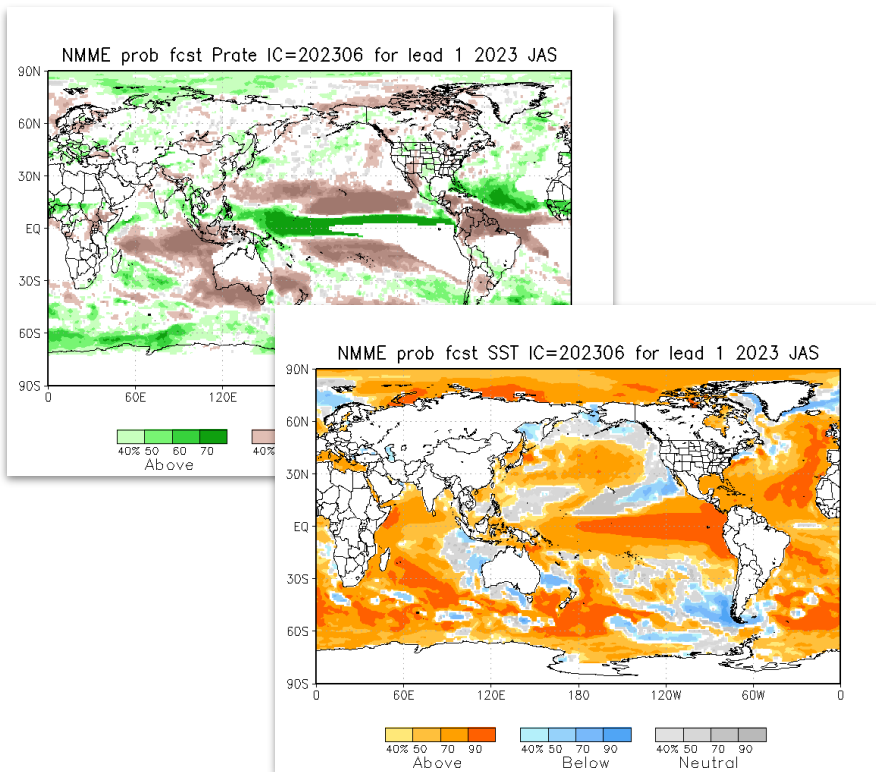 NMME prob fcst Prate IC=202306 for lead 1 2023 JAS
90N
60N
30N
EQ
30S
60S
90S
0 60E 120E
40% 50 60 70 40%
Above
NMME prob fcst SST IC=202306 for lead 1 2023 JAS
90N
60N
30N
EQ
30S
60S
90S
0 60E 120E 180 120W 60W 0
40% 50 70 90 40% 50 70 90 40% 50 70 90
Above Below Neutral